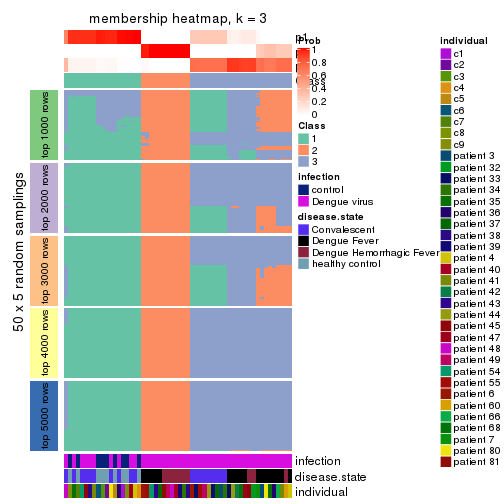 membership heatmap, k = 3
p1
Class
50 x 5 random samplings
top 1000 rows
top 2000 rows
top 3000 rows
top 4000 rows
top 5000 rows
infection
disease.state
individual
Prob
1
0.8
0.6
0.4
0.2
0
Class
1
2
3
infection
control
Dengue virus
disease.state
Convalescent
Dengue Fever
Dengue Hemorrhagic Fever
healthy control
individual
c1
c2
c3
c4
c5
c6
c7
c8
c9
patient 3
patient 32
patient 33
patient 34
patient 35
patient 36
patient 37
patient 38
patient 39
patient 4
patient 40
patient 41
patient 42
patient 43
patient 44
patient 45
patient 47
patient 48
patient 49
patient 54
patient 55
patient 6
patient 60
patient 66
patient 68
patient 7
patient 80
patient 81